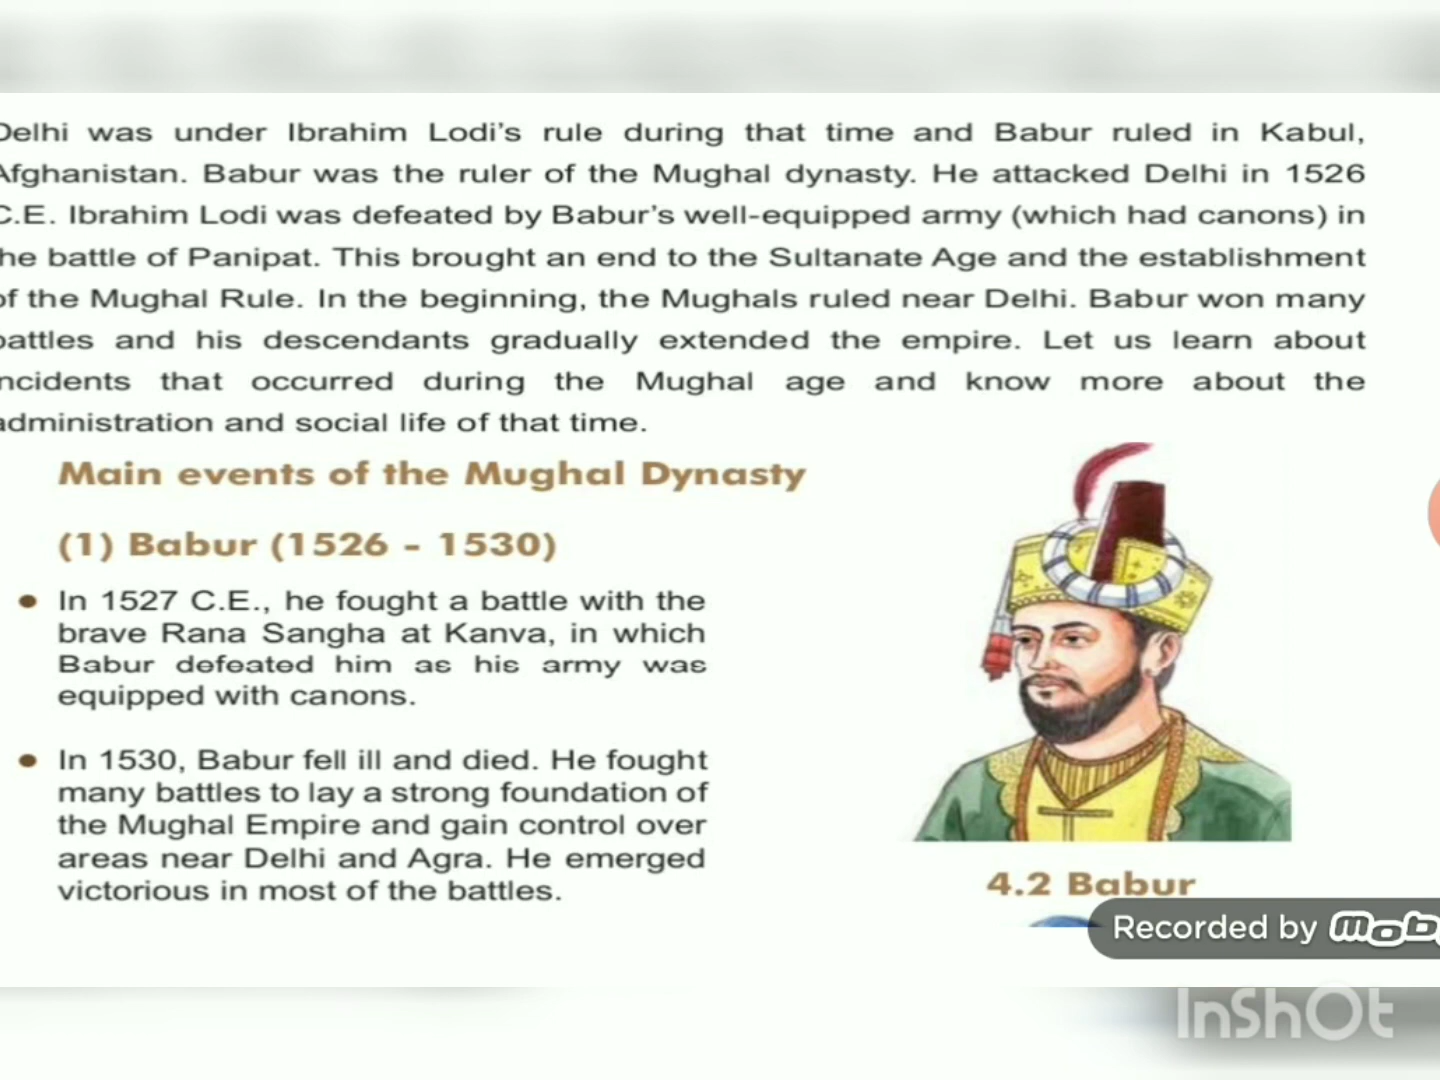 Delhi was under Ibrahim Lodi's rule during that time and Babur ruled in Kabul,
Afghanistan. Babur was the ruler of the Mughal dynasty. He attacked Delhi in 1526
C.E. Ibrahim Lodi was defeated by Babur's well-equipped army (which had canons) in
the battle of Panipat. This brought an end to the Sultanate Age and the establishment
of the Mughal Rule. In the beginning, the Mughals ruled near Delhi. Babur won many
battles and his descendants gradually extended the empire. Let us learn about
incidents that occurred during the Mughal age and know more about the
administration and social life of that time.
Main events of the Mughal Dynasty
(1) Babur (1526 - 1530)
• In 1527 C.E., he fought a battle with the
brave Rana Sangha at Kanva, in which
Babur defeated him as his army was
equipped with canons.
• In 1530, Babur fell ill and died. He fought
many battles to lay a strong foundation of
the Mughal Empire and gain control over
areas near Delhi and Agra. He emerged
victorious in most of the battles.
4.2 Babur
Recorded by
InShOt